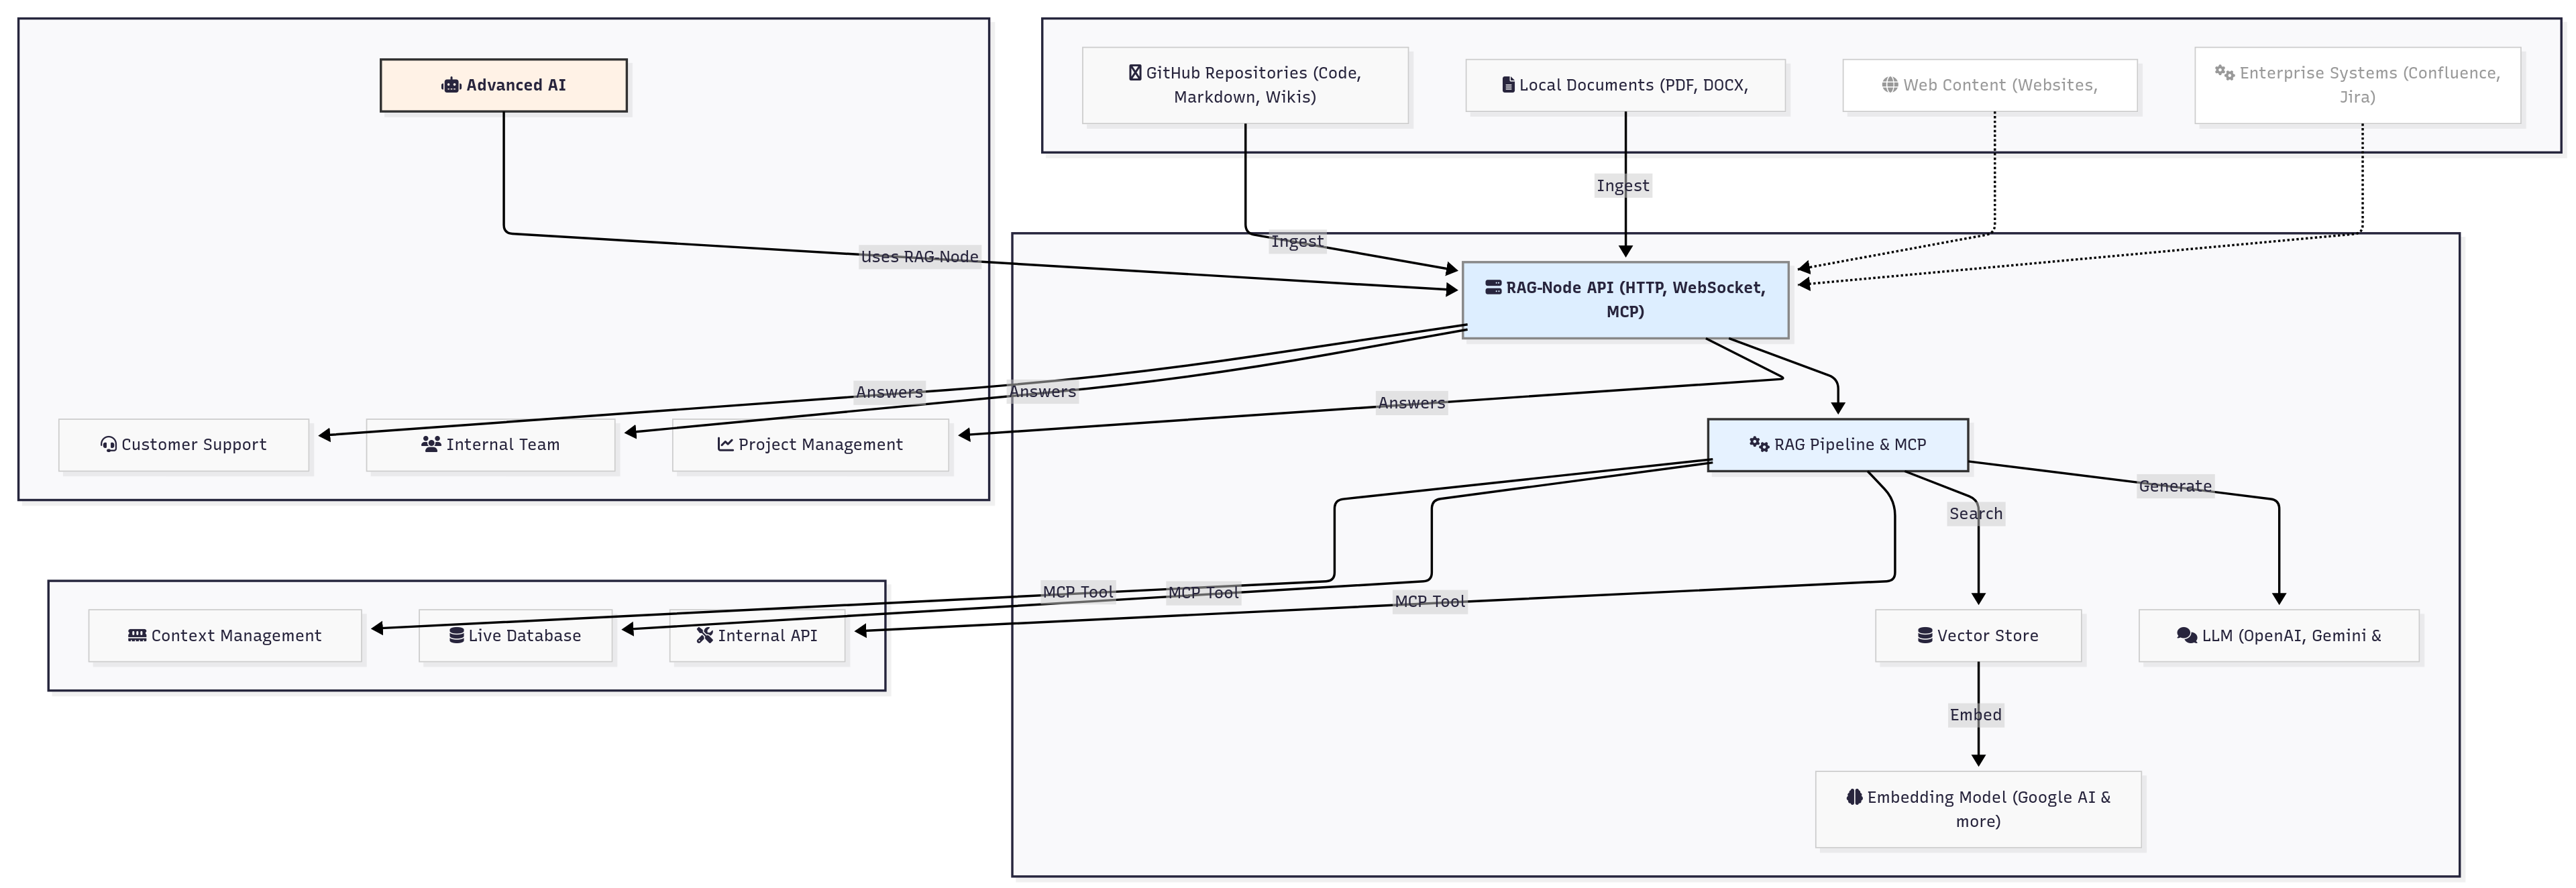 Advanced AI
GitHub Repositories (Code,
Markdown, Wikis)
Local Documents (PDF, DOCX,
Web Content (Websites,
Enterprise Systems (Confluence,
Jira)
Ingest
Ingest
Uses RAG-Node
RAG-Node API (HTTP, WebSocket,
MCP)
Answers
Answers
Answers
Customer Support
Internal Team
Project Management
RAG Pipeline & MCP
Generate
Search
MCP Tool
MCP Tool
MCP Tool
Context Management
Live Database
Internal API
Vector Store
LLM (OpenAI, Gemini &
Embed
Embedding Model (Google AI &
more)